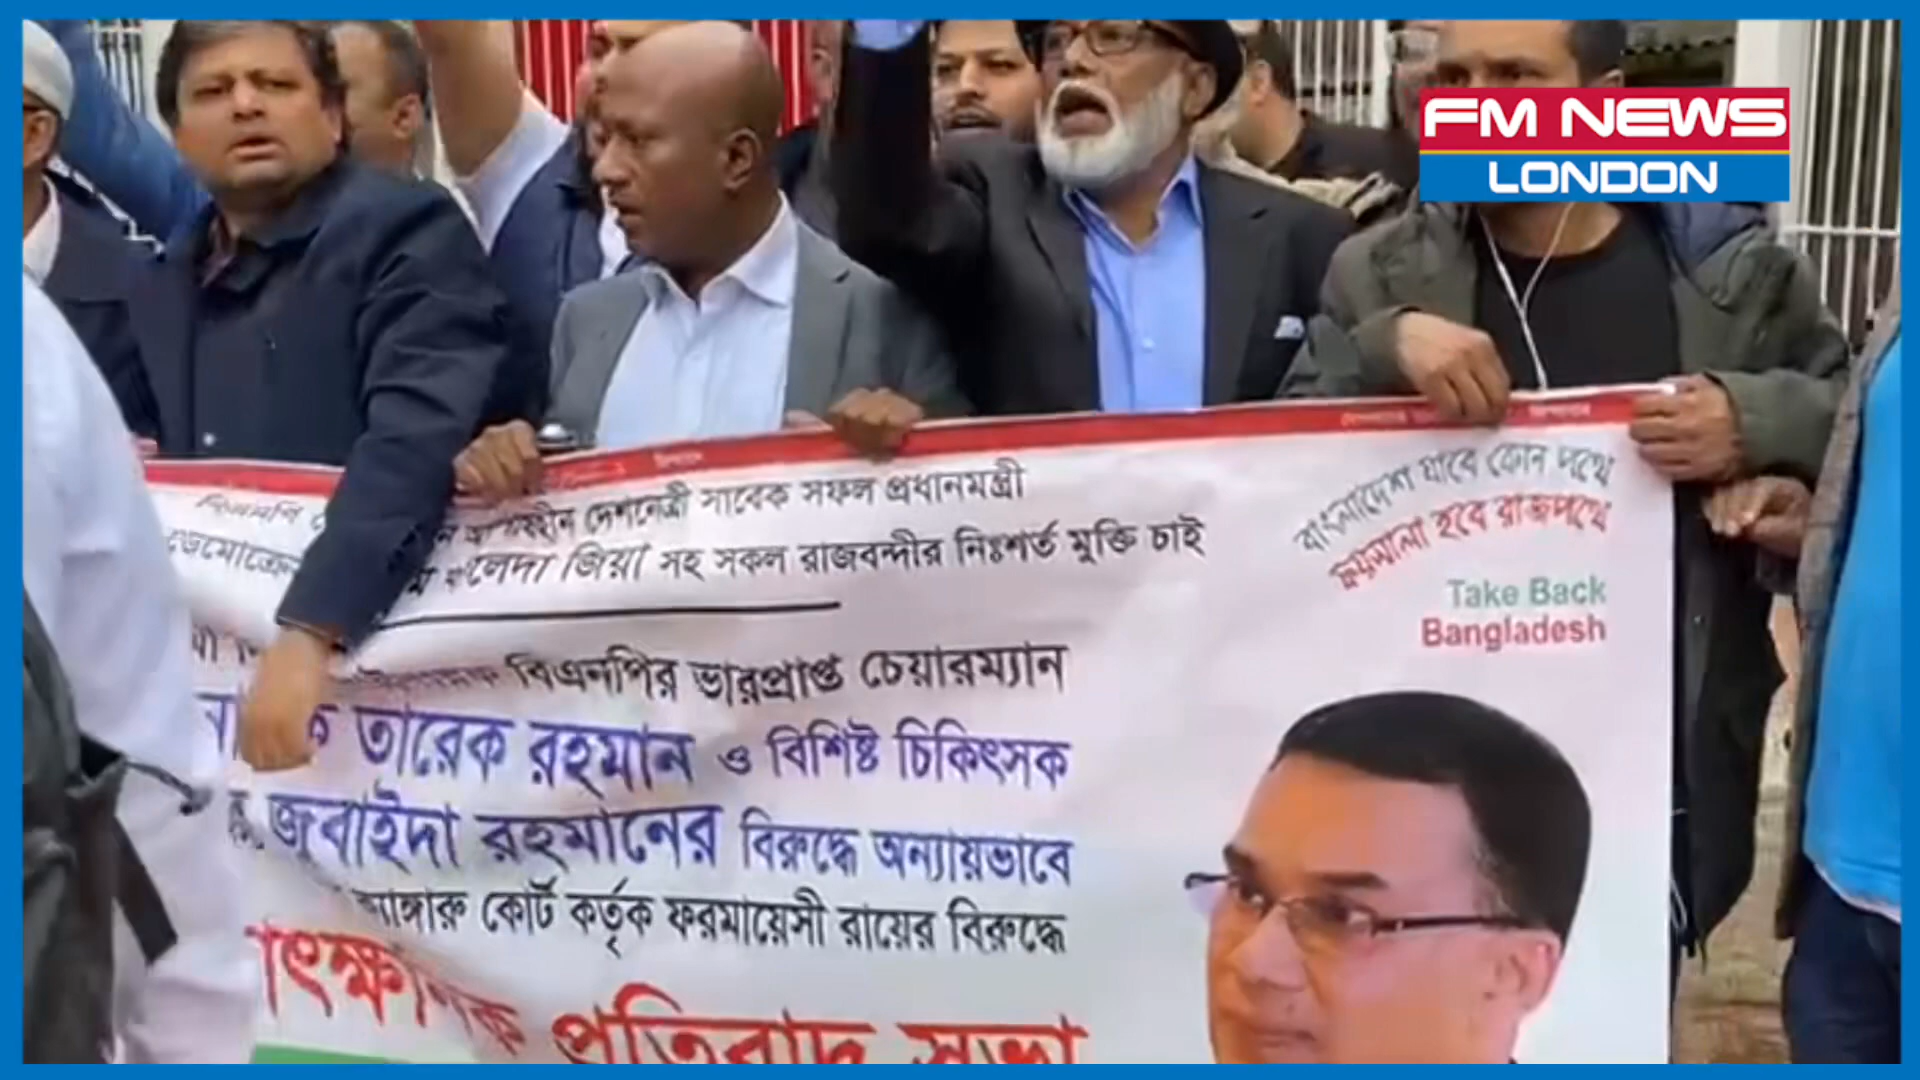 FM NEWS
LONDON
দেশনেত্রী সাবেক সফল প্রধানমন্ত্রী
জিয়া সহ সকল রাজবন্দীর নিঃশর্ত মুক্তি চাই
বাংলাদেশ যাবে কোন পথে
ফয়সালা হবে রাজপথে
Take Back
Bangladesh
বিএনপির ভারপ্রাপ্ত চেয়ারম্যান
তারেক রহমান ও বিশিষ্ট চিকিৎসক
জুবাইদা রহমানের বিরুদ্ধে অন্যায়ভাবে
ক্যাঙ্গারু কোর্ট কর্তৃক ফরমায়েসী রায়ের বিরুদ্ধে
প্রতিবাদ সভা